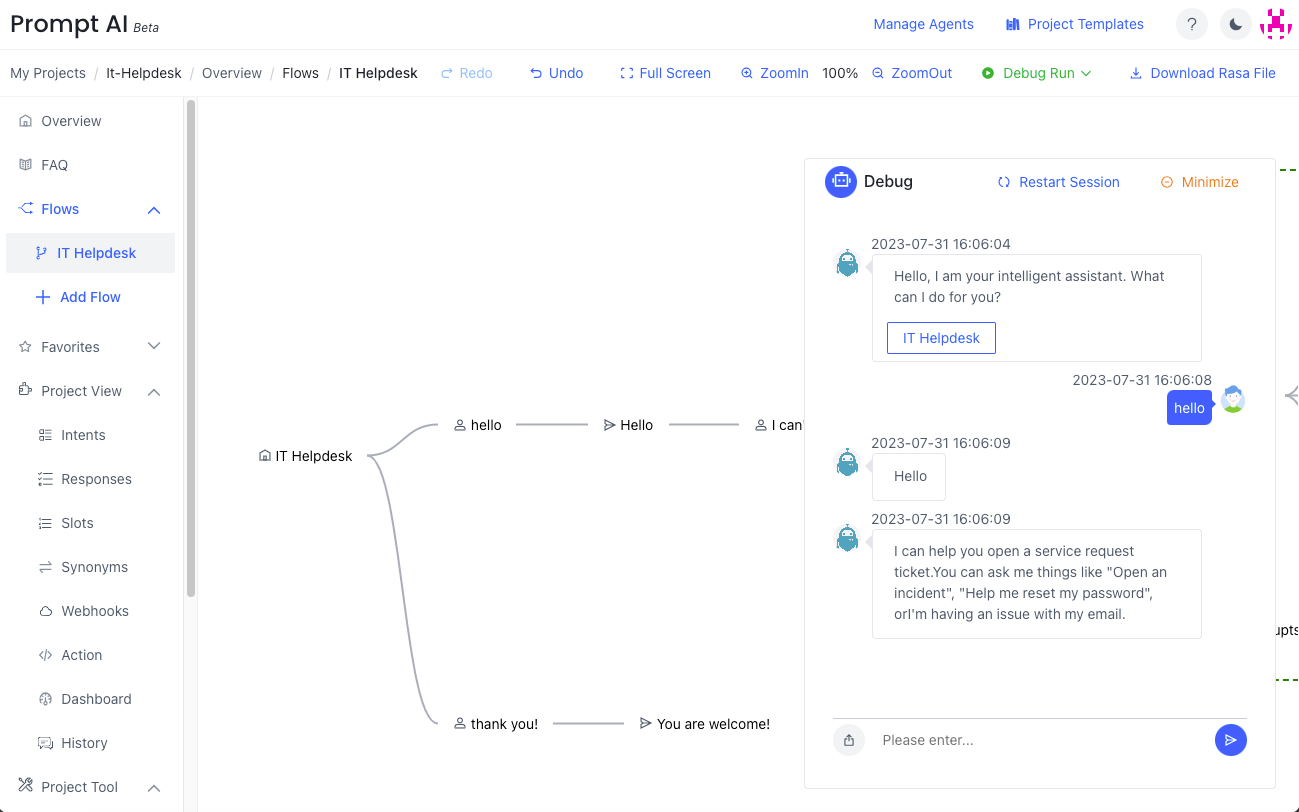 Prompt AI Beta
Manage Agents
Project Templates
?
My Projects / It-Helpdesk / Overview / Flows / IT Helpdesk
Redo
Undo
Full Screen
ZoomIn
100%
ZoomOut
Debug Run
Download Rasa File
Overview
FAQ
Flows
IT Helpdesk
Add Flow
Favorites
Project View
Intents
Responses
Slots
Synonyms
Webhooks
Action
Dashboard
History
Project Tool
IT Helpdesk
hello
Hello
I can'
thank you!
You are welcome!
Debug
Restart Session
Minimize
2023-07-31 16:06:04
Hello, I am your intelligent assistant. What
can I do for you?
IT Helpdesk
2023-07-31 16:06:08
hello
2023-07-31 16:06:09
Hello
2023-07-31 16:06:09
I can help you open a service request
ticket.You can ask me things like "Open an
incident", "Help me reset my password",
orI'm having an issue with my email.
Please enter...
upts